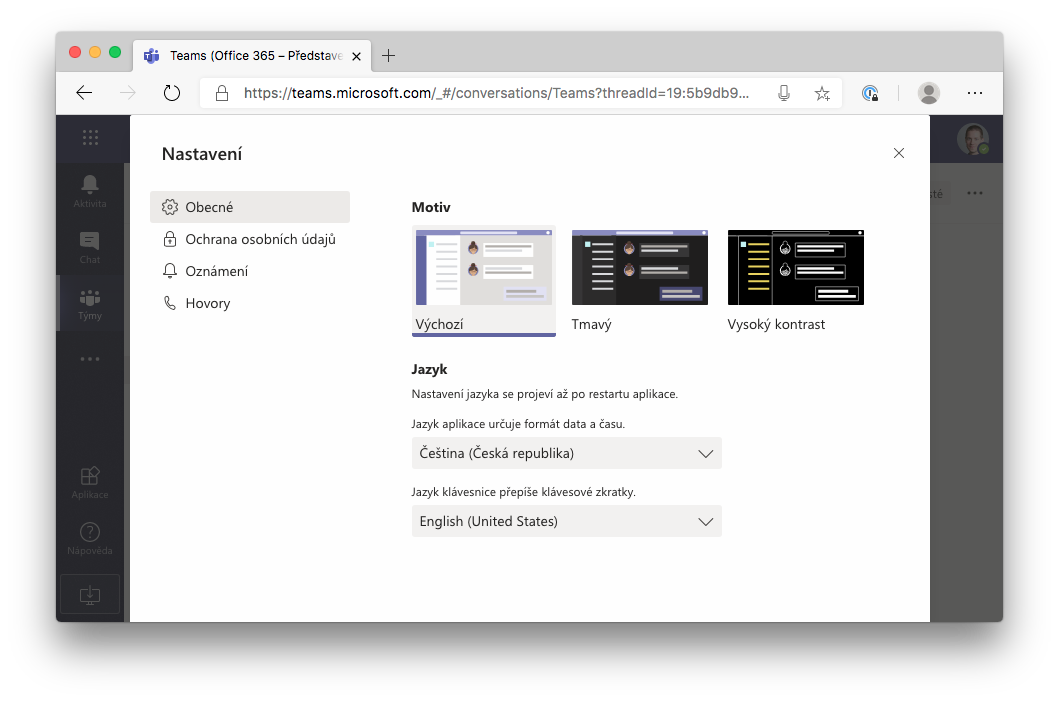 Teams (Office 365 – Představe
https://teams.microsoft.com/_#/conversations/Teams?threadId=19:5b9db9...
Nastavení
Aktivita
Chat
Týmy
Aplikace
Nápověda
Obecné
Ochrana osobních údajů
Oznámení
Hovory
Motiv
Výchozí
Tmavý
Vysoký kontrast
Jazyk
Nastavení jazyka se projeví až po restartu aplikace.
Jazyk aplikace určuje formát data a času.
Čeština (Česká republika)
Jazyk klávesnice přepíše klávesové zkratky.
English (United States)